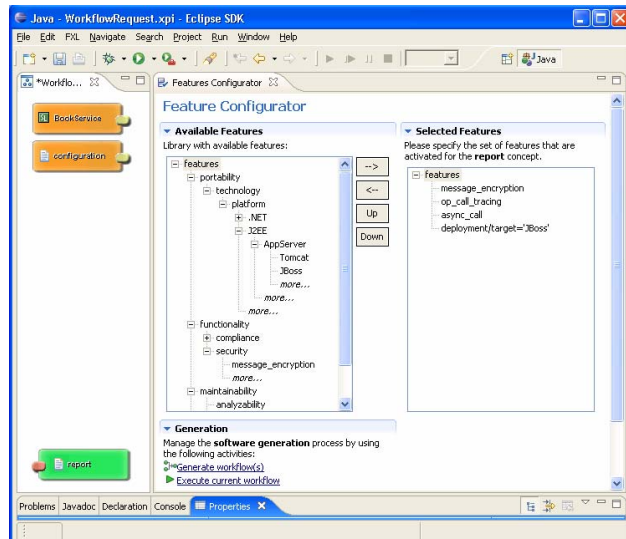 Java - WorkflowRequest.xpi - Eclipse SDK
File Edit FXL Navigate Search Project Run Window Help
Java
*Workflo...
Features Configurator
BookService
configuration
report
Feature Configurator
Available Features
Library with available features:
features
portability
technology
platform
.NET
J2EE
AppServer
Tomcat
JBoss
more...
more...
more...
functionality
compliance
security
message_encryption
more...
maintainability
analyzability
-->
<--
Up
Down
Selected Features
Please specify the set of features that are
activated for the report concept.
features
message_encryption
op_call_tracing
async_call
deployment/target='JBoss'
Generation
Manage the software generation process by using
the following activities:
Generate workflow(s)
Execute current workflow
Problems Javadoc Declaration Console Properties